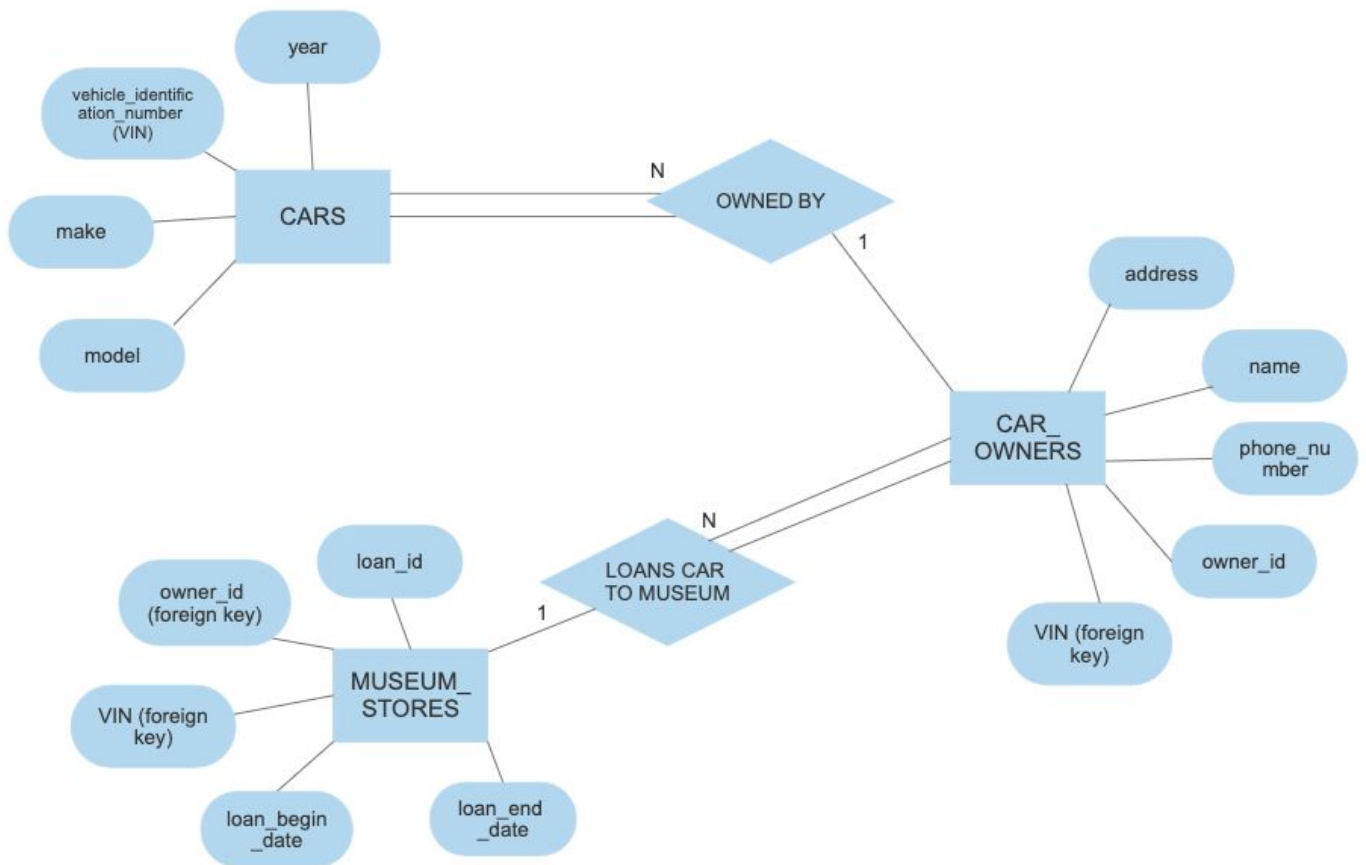 year
vehicle_identific
ation_number
(VIN)
make
CARS
model
N
OWNED BY
1
address
name
CAR_
OWNERS
phone_nu
mber
owner_id
VIN (foreign
key)
N
LOANS CAR
TO MUSEUM
1
loan_id
owner_id
(foreign key)
MUSEUM_
STORES
VIN (foreign
key)
loan_begin
_date
loan_end
_date